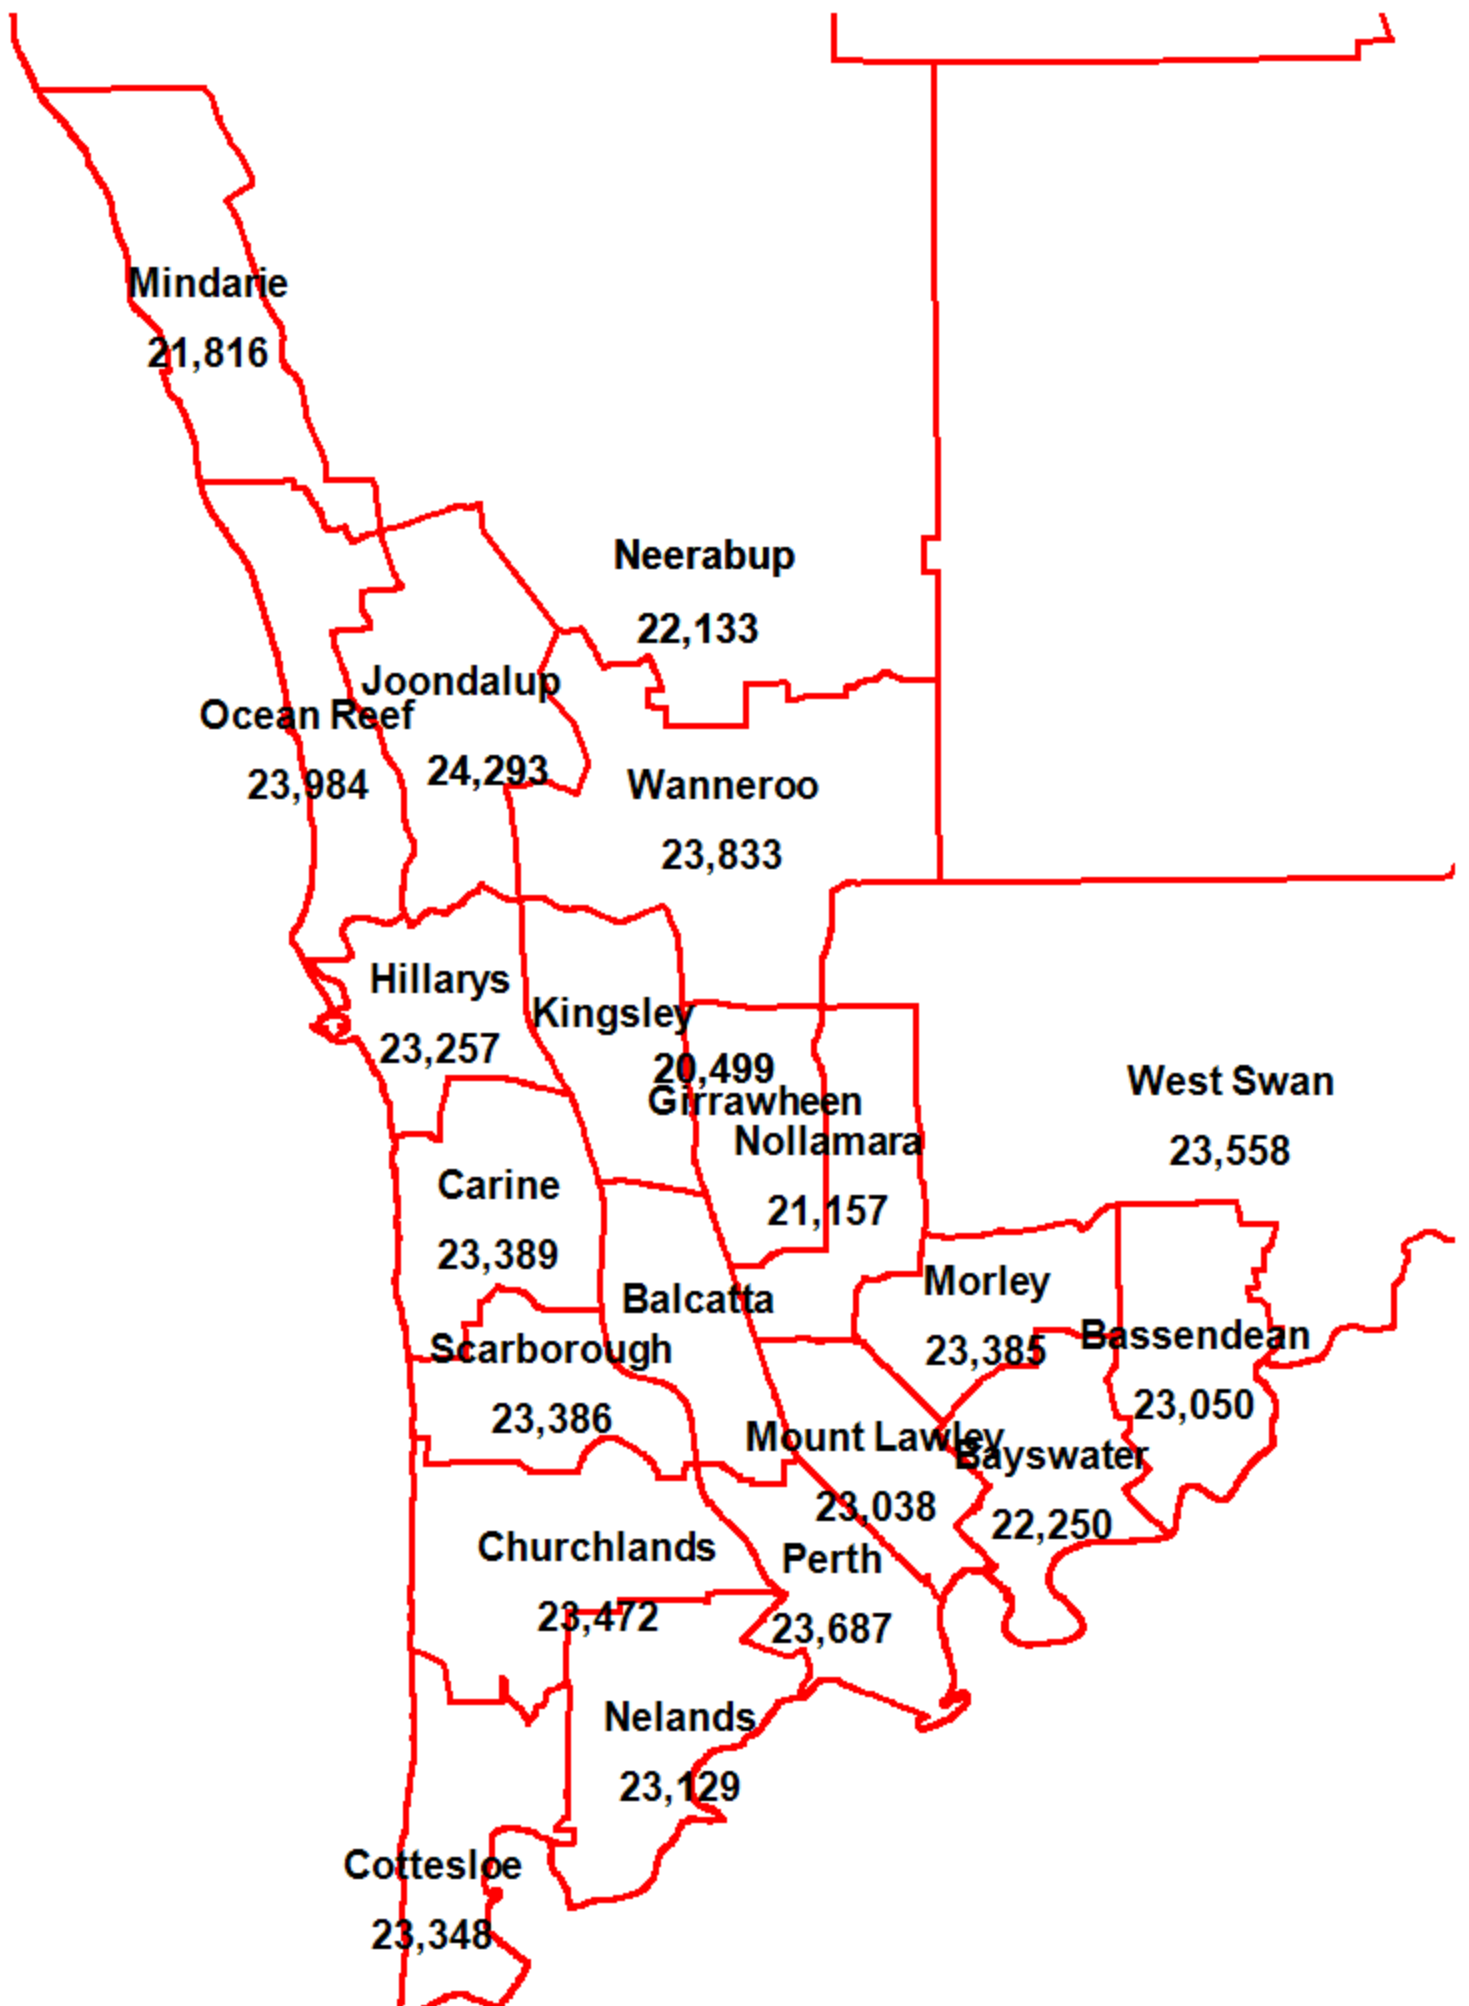 Mindarie
21,816
Neerabup
22,133
Joondalup
24,293
Ocean Reef
23,984
Wanneroo
23,833
Hillarys
23,257
Kingsley
20,499
Girrawheen
Nollamara
21,157
West Swan
23,558
Carine
23,389
Balcatta
Morley
23,385
Bassendean
23,050
Scarborough
23,386
Mount Lawley
23,038
Bayswater
22,250
Churchlands
23,472
Perth
23,687
Nelands
23,129
Cottesloe
23,348